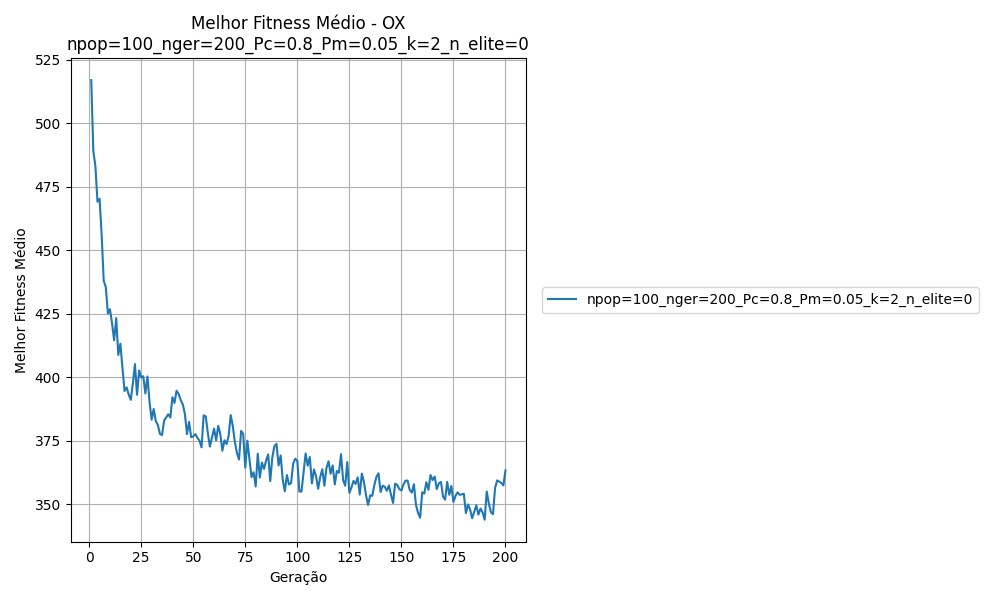 Melhor Fitness Médio - OX
npop=100_nger=200_Pc=0.8_Pm=0.05_k=2_n_elite=0
525
500
475
450
425
400
375
350
Melhor Fitness Médio
0 25 50 75 100 125 150 175 200
Geração
npop=100_nger=200_Pc=0.8_Pm=0.05_k=2_n_elite=0